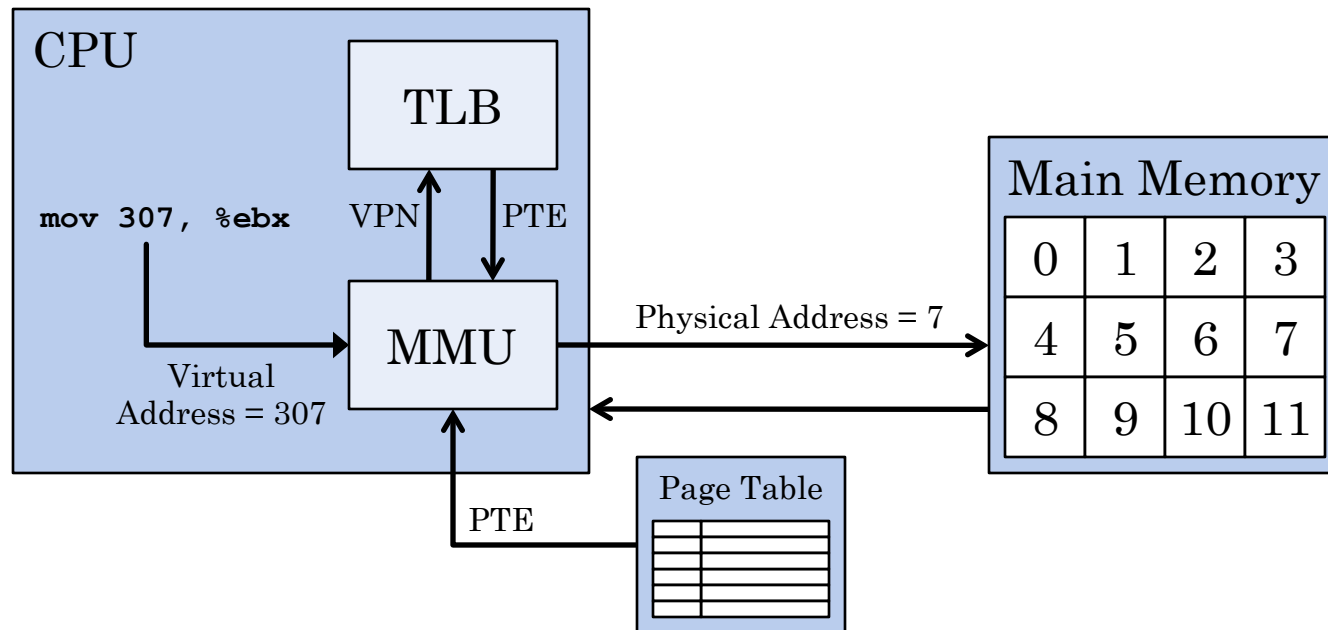 CPU
TLB
mov 307, %ebx
VPN
PTE
MMU
Virtual
Address = 307
Physical Address = 7
Main Memory
0 1 2 3
4 5 6 7
8 9 10 11
Page Table
PTE